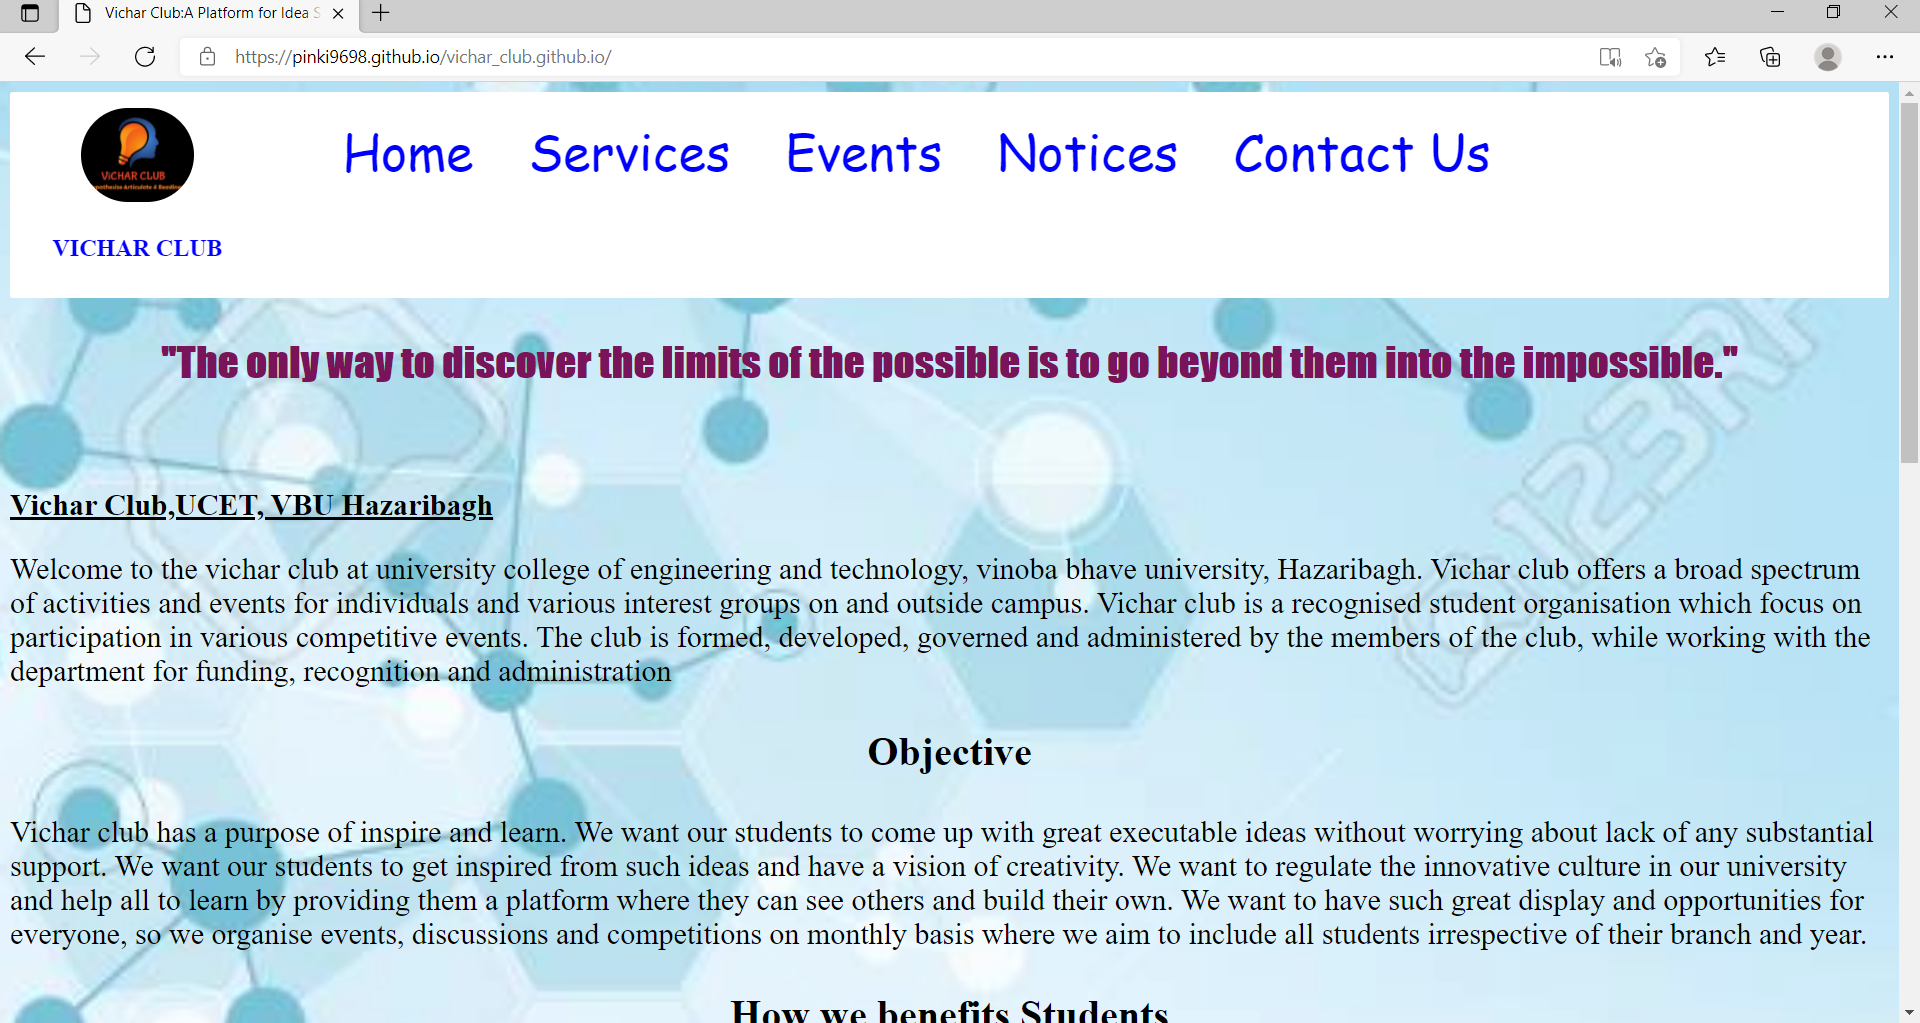 Vichar Club:A Platform for Idea S
https://pinki9698.github.io/vichar_club.github.io/
VICHAR CLUB
VICHAR CLUB
Home Services Events Notices Contact Us
"The only way to discover the limits of the possible is to go beyond them into the impossible."
Vichar Club,UCET, VBU Hazaribagh
Welcome to the vichar club at university college of engineering and technology, vinoba bhave university, Hazaribagh. Vichar club offers a broad spectrum
of activities and events for individuals and various interest groups on and outside campus. Vichar club is a recognised student organisation which focus on
participation in various competitive events. The club is formed, developed, governed and administered by the members of the club, while working with the
department for funding, recognition and administration
Objective
Vichar club has a purpose of inspire and learn. We want our students to come up with great executable ideas without worrying about lack of any substantial
support. We want our students to get inspired from such ideas and have a vision of creativity. We want to regulate the innovative culture in our university
and help all to learn by providing them a platform where they can see others and build their own. We want to have such great display and opportunities for
everyone, so we organise events, discussions and competitions on monthly basis where we aim to include all students irrespective of their branch and year.
How we benefits Students